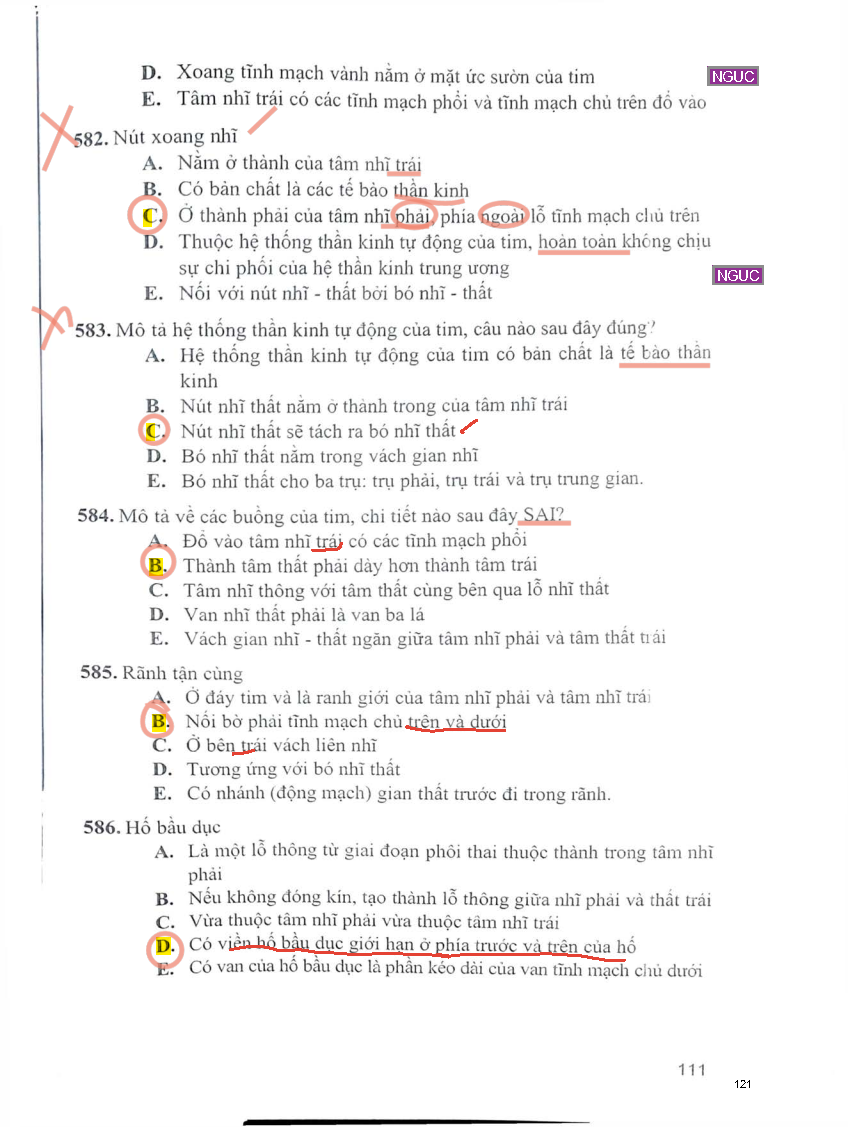 D. Xoang tĩnh mạch vành nằm ở mặt ức sườn của tim
NGUC
E. Tâm nhĩ trái có các tĩnh mạch phổi và tĩnh mạch chủ trên đổ vào
582. Nút xoang nhĩ
A. Nằm ở thành của tâm nhĩ trái
B. Có bản chất là các tế bào thần kinh
C. Ở thành phải của tâm nhĩ phải, phía ngoài lỗ tĩnh mạch chủ trên
D. Thuộc hệ thống thần kinh tự động của tim, hoàn toàn không chịu
sự chi phối của hệ thần kinh trung ương
NGUC
E. Nối với nút nhĩ - thất bởi bó nhĩ - thất
583. Mô tả hệ thống thần kinh tự động của tim, câu nào sau đây đúng?
A. Hệ thống thần kinh tự động của tim có bản chất là tế bào thần
kinh
B. Nút nhĩ thất nằm ở thành trong của tâm nhĩ trái
C. Nút nhĩ thất sẽ tách ra bó nhĩ thất
D. Bó nhĩ thất nằm trong vách gian nhĩ
E. Bó nhĩ thất cho ba trụ: trụ phải, trụ trái và trụ trung gian.
584. Mô tả về các buồng của tim, chi tiết nào sau đây SAI?
A. Đổ vào tâm nhĩ trái có các tĩnh mạch phổi
B. Thành tâm thất phải dày hơn thành tâm trái
C. Tâm nhĩ thông với tâm thất cùng bên qua lỗ nhĩ thất
D. Van nhĩ thất phải là van ba lá
E. Vách gian nhĩ - thất ngăn giữa tâm nhĩ phải và tâm thất trái
585. Rãnh tận cùng
A. Ở đáy tim và là ranh giới của tâm nhĩ phải và tâm nhĩ trái
B. Nối bờ phải tĩnh mạch chủ trên và dưới
C. Ở bên trái vách liên nhĩ
D. Tương ứng với bó nhĩ thất
E. Có nhánh (động mạch) gian thất trước đi trong rãnh.
586. Hố bầu dục
A. Là một lỗ thông từ giai đoạn phôi thai thuộc thành trong tâm nhĩ
phải
B. Nếu không đóng kín, tạo thành lỗ thông giữa nhĩ phải và thất trái
C. Vừa thuộc tâm nhĩ phải vừa thuộc tâm nhĩ trái
D. Có viền hố bầu dục giới hạn ở phía trước và trên của hố
E. Có van của hố bầu dục là phần kéo dài của van tĩnh mạch chủ dưới
111
121